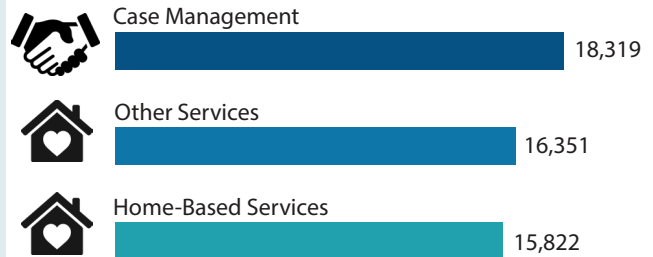 Case Management
18,319
Other Services
16,351
Home-Based Services
15,822